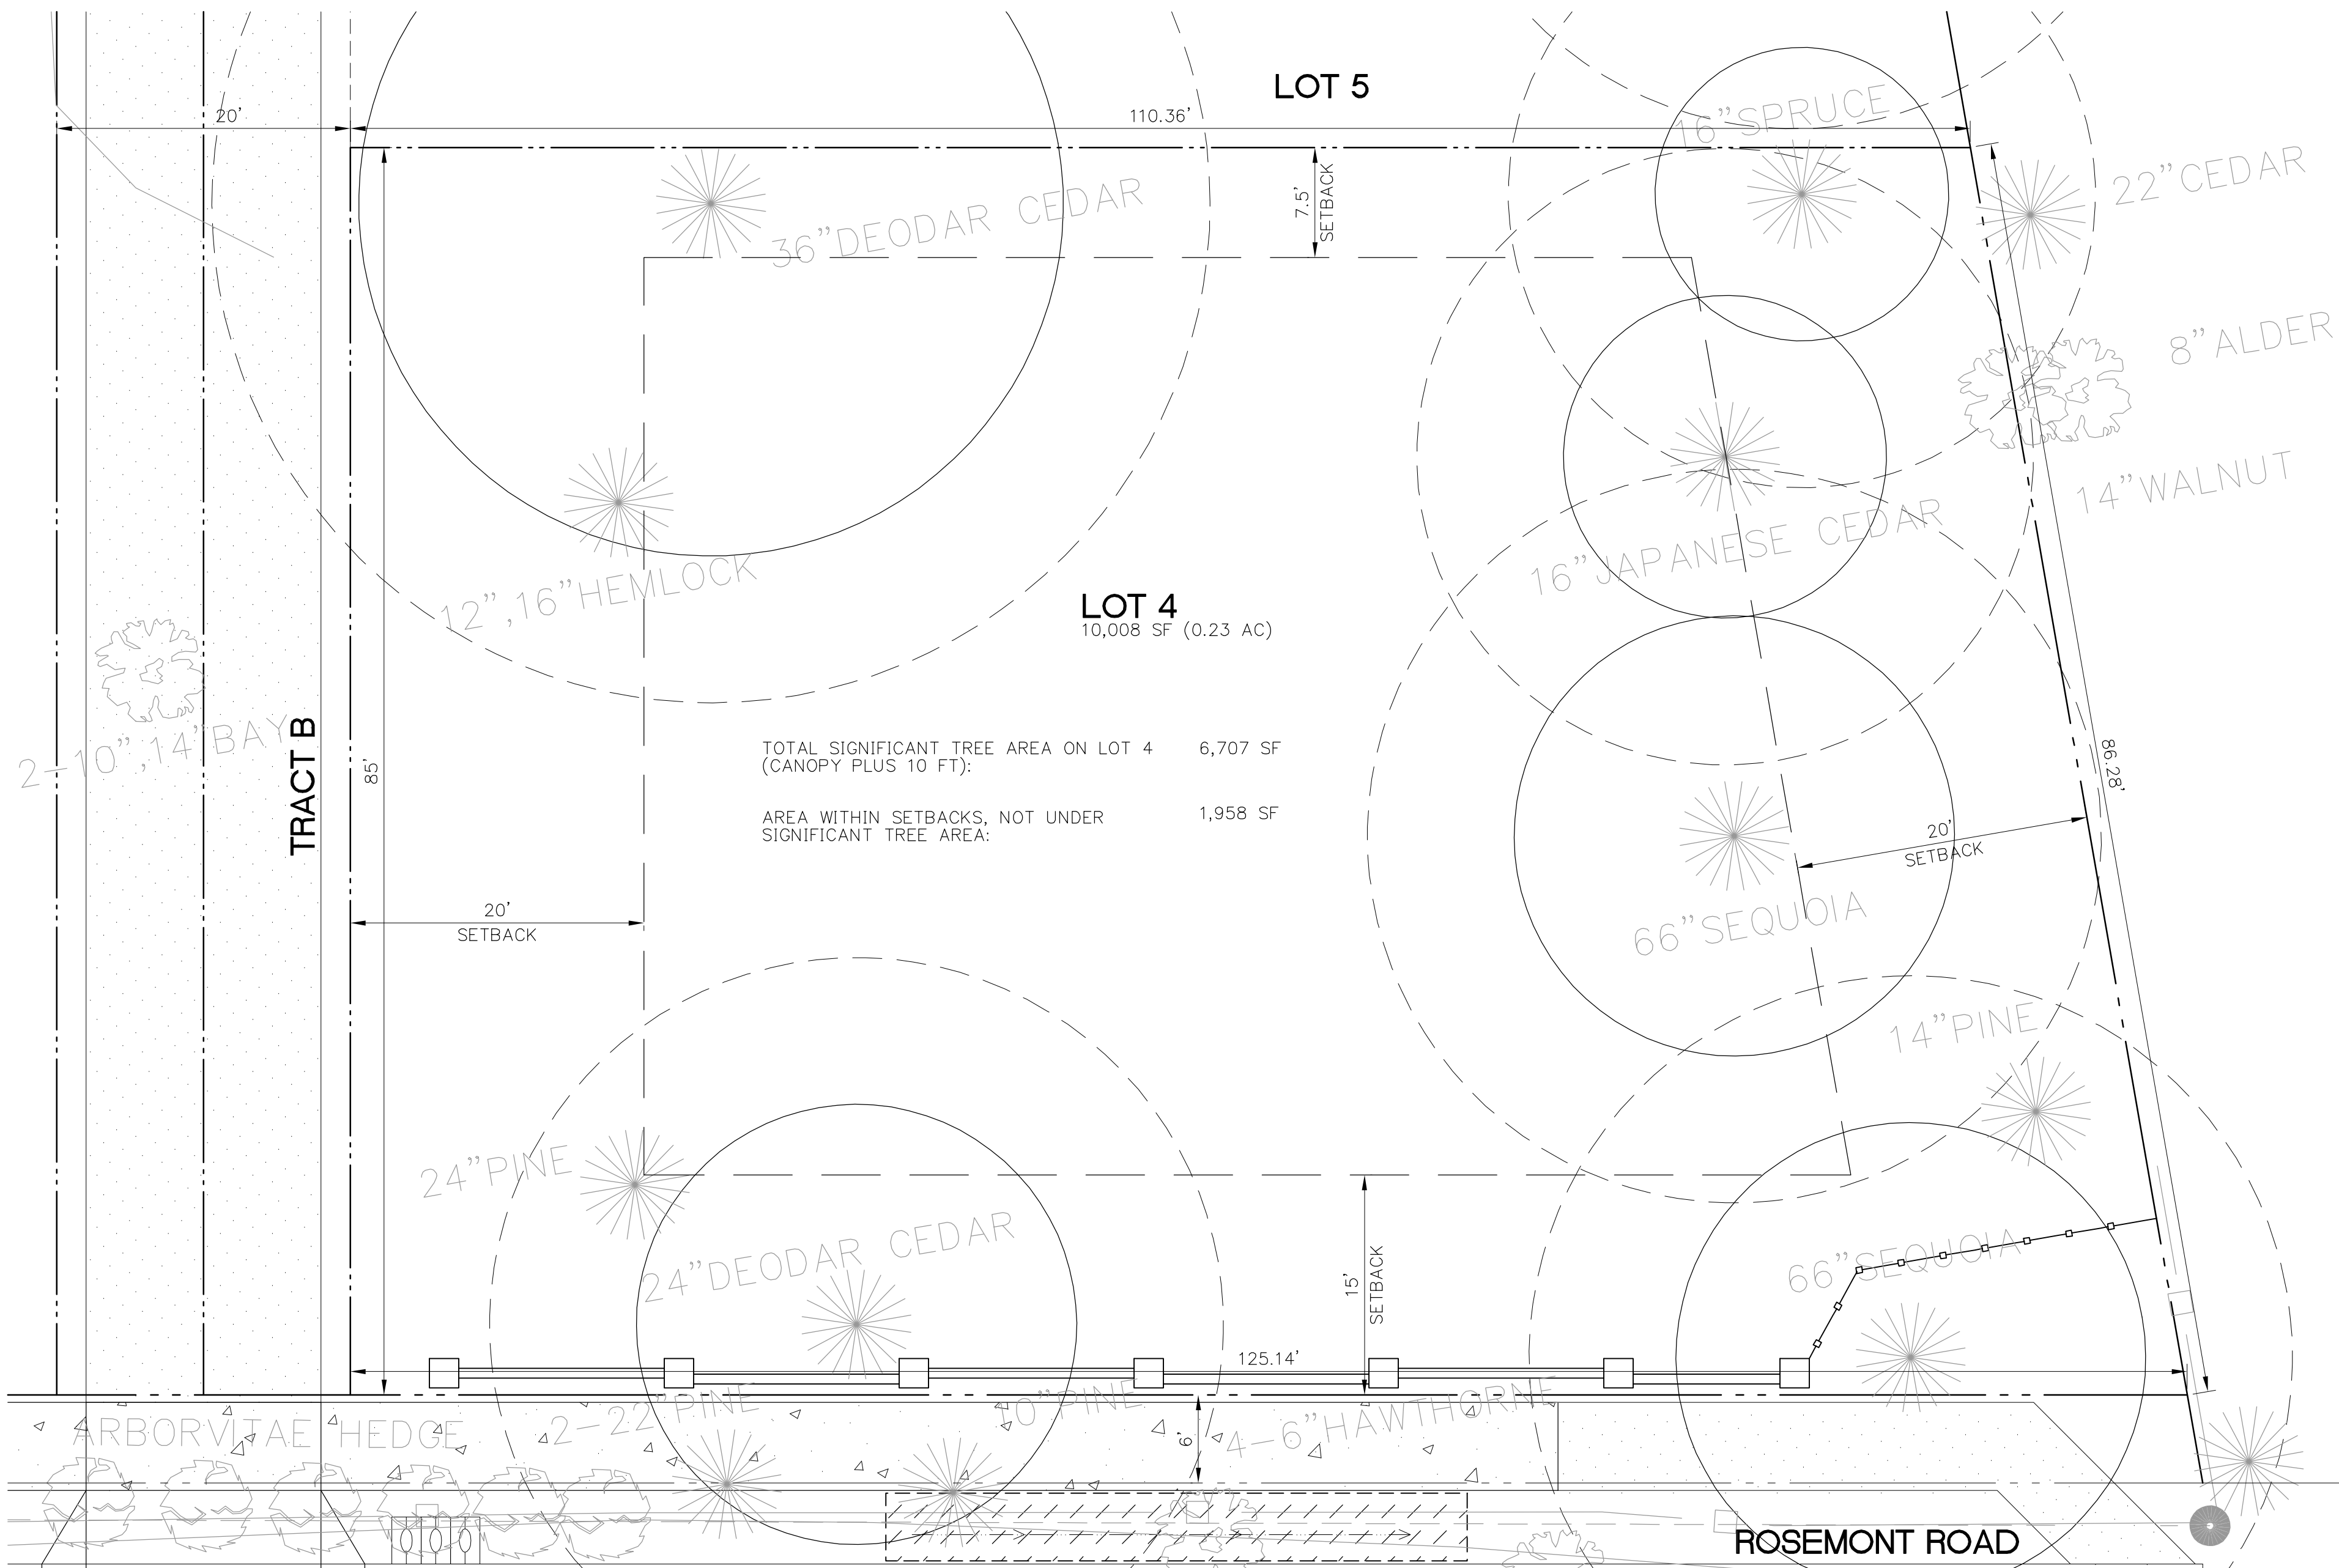 LOT 5
20'
110.36'
16"SPRUCE
22"CEDAR
7.5'
SETBACK
36"DEODAR CEDAR
8"ALDER
14"WALNUT
16"JAPANESE CEDAR
12",16"HEMLOCK
LOT 4
10,008 SF (0.23 AC)
2-10",14"BAY
TRACT B
85'
TOTAL SIGNIFICANT TREE AREA ON LOT 4 6,707 SF
(CANOPY PLUS 10 FT):
AREA WITHIN SETBACKS, NOT UNDER 1,958 SF
SIGNIFICANT TREE AREA:
86.28'
20'
SETBACK
20'
SETBACK
66"SEQUOIA
14"PINE
24"PINE
24"DEODAR CEDAR
15'
SETBACK
66"SEQUOIA
125.14'
ARBORVITAE HEDGE
2-22"PINE
10"PINE
6'
4-6"HAWTHORNE
ROSEMONT ROAD